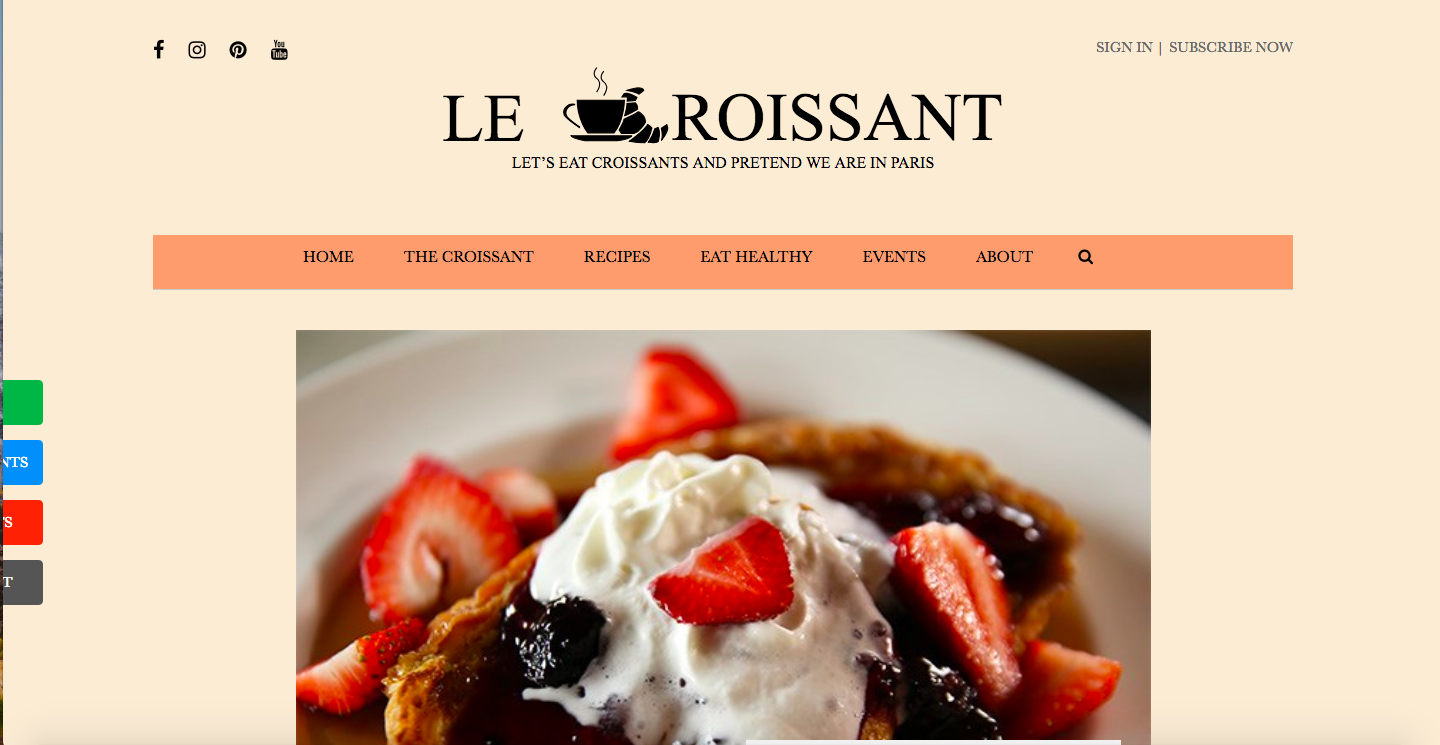 You
Tube
SIGN IN | SUBSCRIBE NOW
LE ROISSANT
LET'S EAT CROISSANTS AND PRETEND WE ARE IN PARIS
HOME THE CROISSANT RECIPES EAT HEALTHY EVENTS ABOUT
NTS
TS
T